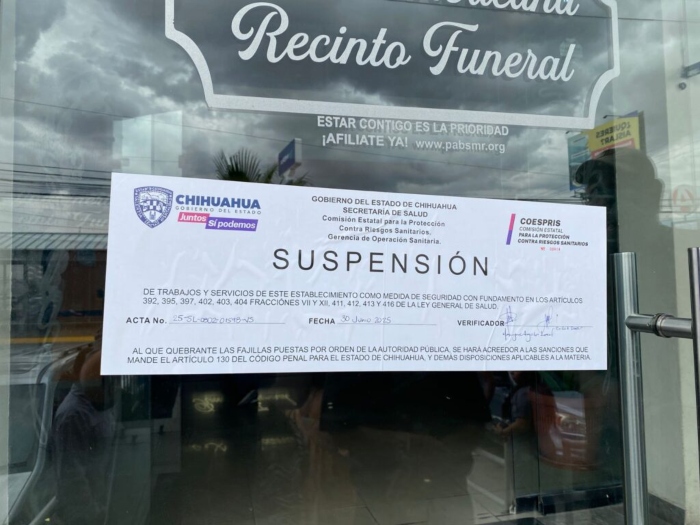 Recinto Funeral
ESTAR CONTIGO ES LA PRIORIDAD
¡AFILIATE YA! www.pabsmr.org
CHIHUAHUA
GOBIERNO DEL ESTADO
Juntos Sí podemos
GOBIERNO DEL ESTADO DE CHIHUAHUA
SECRETARÍA DE SALUD
Comisión Estatal para la Protección
Contra Riesgos Sanitarios.
Gerencia de Operación Sanitaria.
COESPRIS
COMISIÓN ESTATAL
PARA LA PROTECCIÓN
CONTRA RIESGOS SANITARIOS
SUSPENSIÓN
DE TRABAJOS Y SERVICIOS DE ESTE ESTABLECIMIENTO COMO MEDIDA DE SEGURIDAD CON FUNDAMENTO EN LOS ARTÍCULOS
392, 395, 397, 402, 403, 404 FRACCIÓNES VII Y XII, 411, 412, 413 Y 416 DE LA LEY GENERAL DE SALUD.
ACTA No. FECHA 30 Junio 2025 VERIFICADOR
AL QUE QUEBRANTE LAS FAJILLAS PUESTAS POR ORDEN DE LA AUTORIDAD PÚBLICA, SE HARÁ ACREEDOR A LAS SANCIONES QUE
MANDE EL ARTÍCULO 130 DEL CÓDIGO PENAL PARA EL ESTADO DE CHIHUAHUA, Y DEMÁS DISPOSICIONES APLICABLES A LA MATERIA.